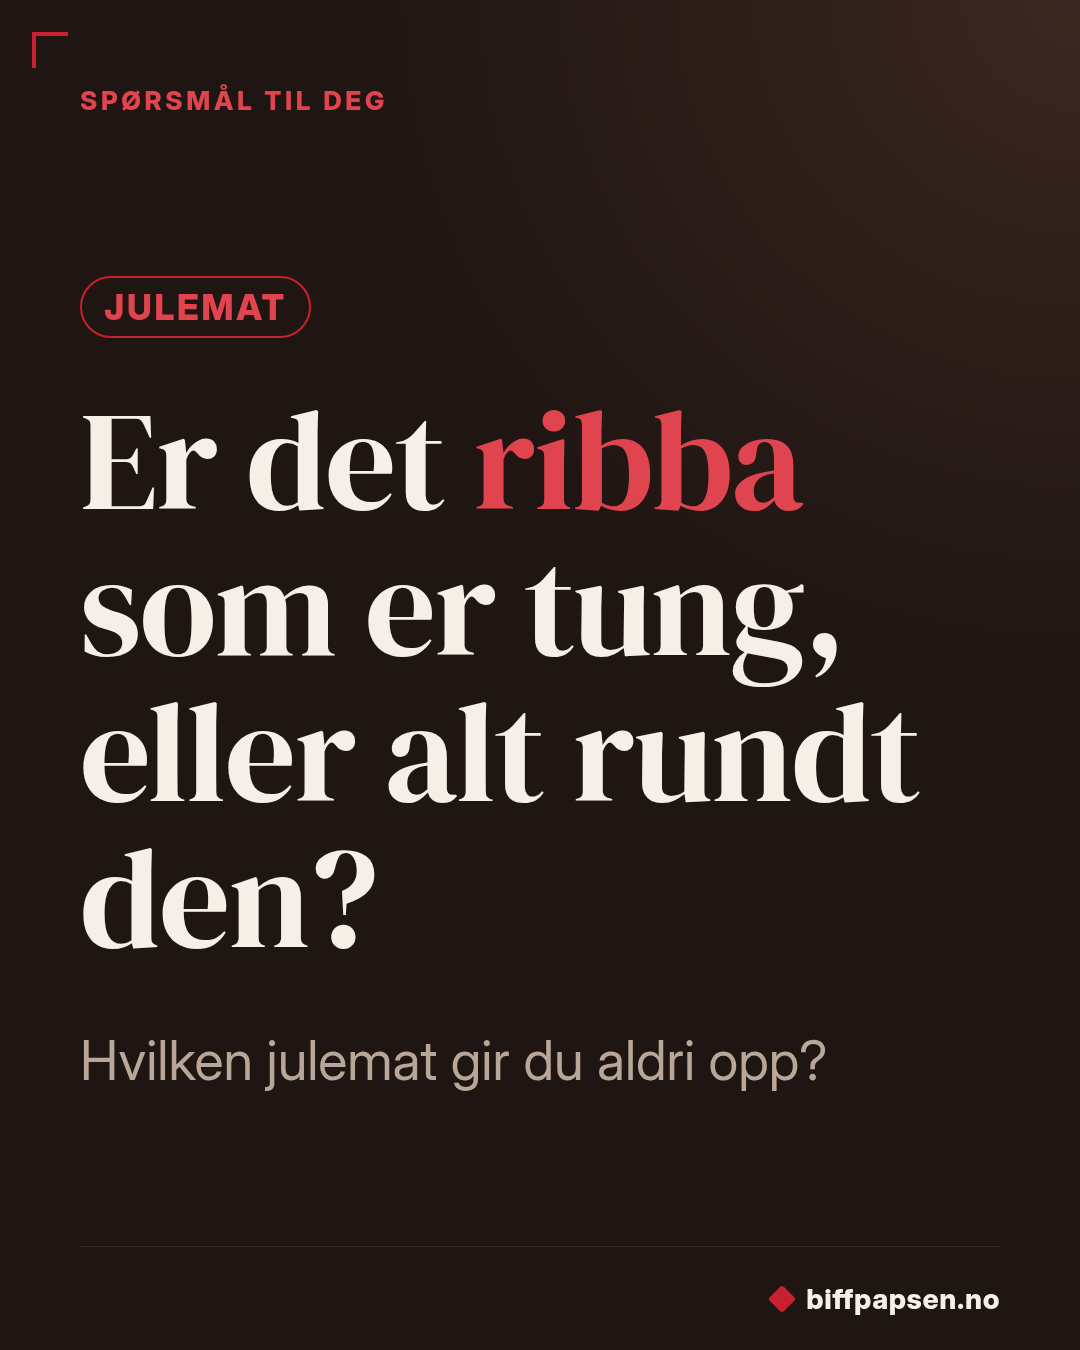 SPØRSMÅL TIL DEG
JULEMAT
Er det ribba
som er tung,
eller alt rundt
den?
Hvilken julemat gir du aldri opp?
biffpapsen.no